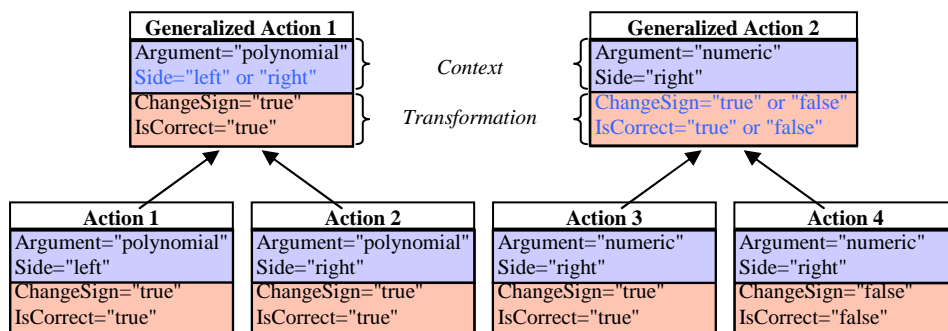 Generalized Action 1
Argument="polynomial"
Side="left" or "right"
ChangeSign="true"
IsCorrect="true"
Context
Transformation
Generalized Action 2
Argument="numeric"
Side="right"
ChangeSign="true" or "false"
IsCorrect="true" or "false"
Action 1
Argument="polynomial"
Side="left"
ChangeSign="true"
IsCorrect="true"
Action 2
Argument="polynomial"
Side="right"
ChangeSign="true"
IsCorrect="true"
Action 3
Argument="numeric"
Side="right"
ChangeSign="true"
IsCorrect="true"
Action 4
Argument="numeric"
Side="right"
ChangeSign="false"
IsCorrect="false"